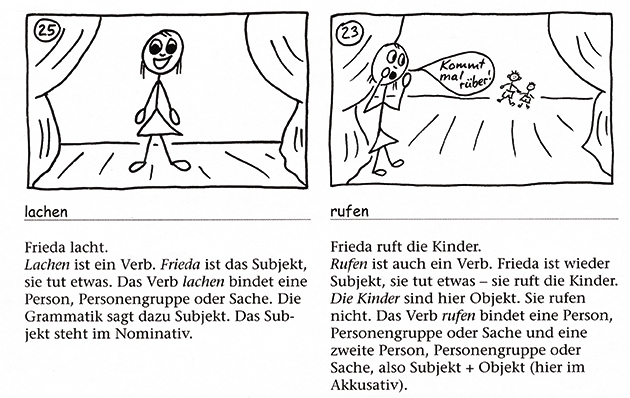 25
lachen
Frieda lacht.
Lachen ist ein Verb. Frieda ist das Subjekt,
sie tut etwas. Das Verb lachen bindet eine
Person, Personengruppe oder Sache. Die
Grammatik sagt dazu Subjekt. Das Sub-
jekt steht im Nominativ.
23
Kommt
mal
rüber!
rufen
Frieda ruft die Kinder.
Rufen ist auch ein Verb. Frieda ist wieder
Subjekt, sie tut etwas – sie ruft die Kinder.
Die Kinder sind hier Objekt. Sie rufen
nicht. Das Verb rufen bindet eine Person,
Personengruppe oder Sache und eine
zweite Person, Personengruppe oder
Sache, also Subjekt + Objekt (hier im
Akkusativ).